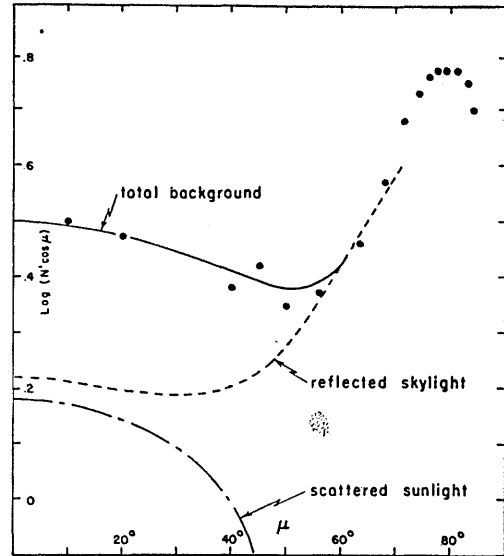 .8
.6
total background
Log (N' cos μ)
.4
reflected skylight
.2
scattered sunlight
0
μ
20°
40°
60°
80°